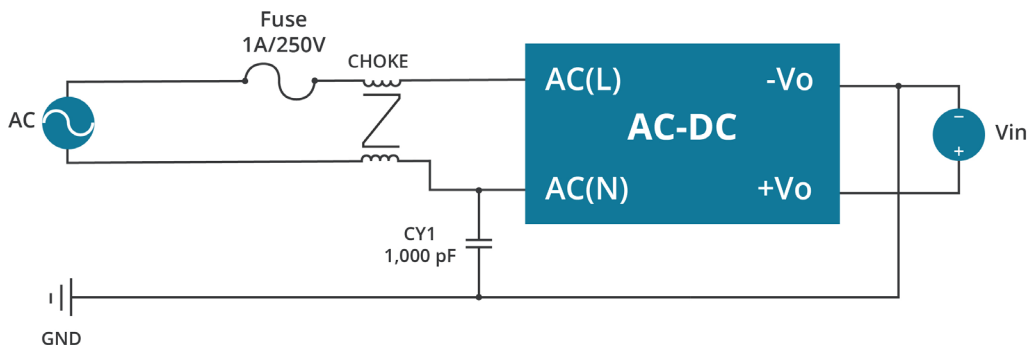 Fuse
1A/250V
CHOKE
AC
AC(L)
-Vo
AC-DC
−
+
Vin
AC(N)
+Vo
CY1
1,000 pF
GND